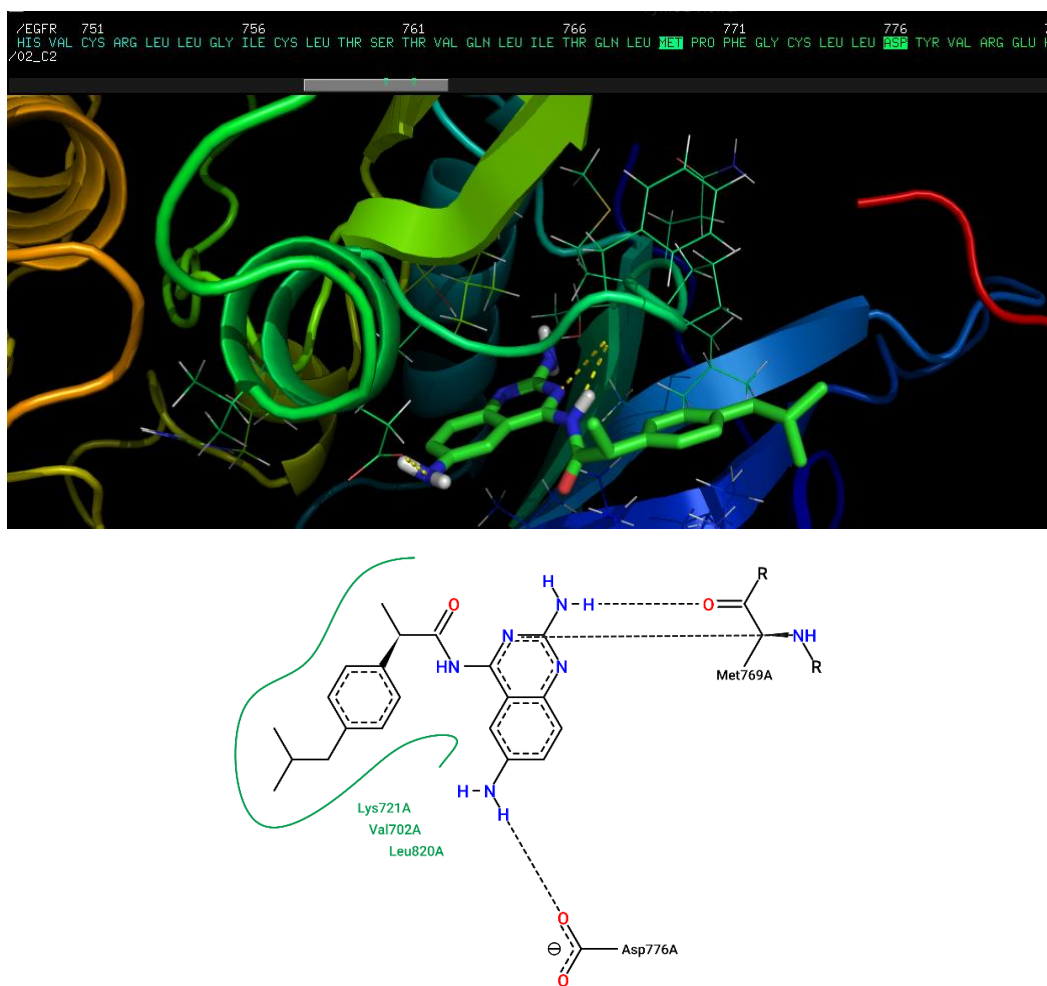 /EGFR 751 756 761 766 771 776
HIS VAL CYS ARG LEU LEU GLY ILE CYS LEU THR SER THR VAL GLN LEU ILE THR GLN LEU MET PRO PHE GLY CYS LEU LEU ASP TYR VAL ARG GLU
/02_C2
R
H
H
N - H
O
O
N
NH
HN
N
Met769A
R
H - N
H
Lys721A
Val702A
Leu820A
O
⊖
Asp776A
O